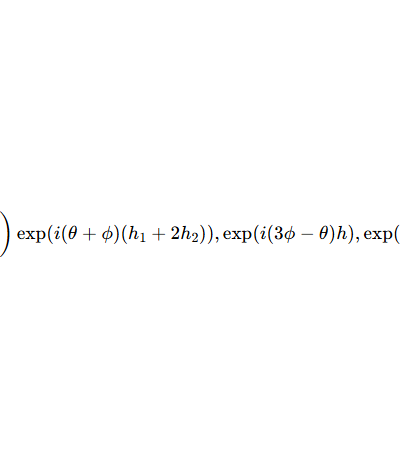 ) exp(i(θ + ϕ)(h₁ + 2h₂)), exp(i(3ϕ − θ)h), exp(